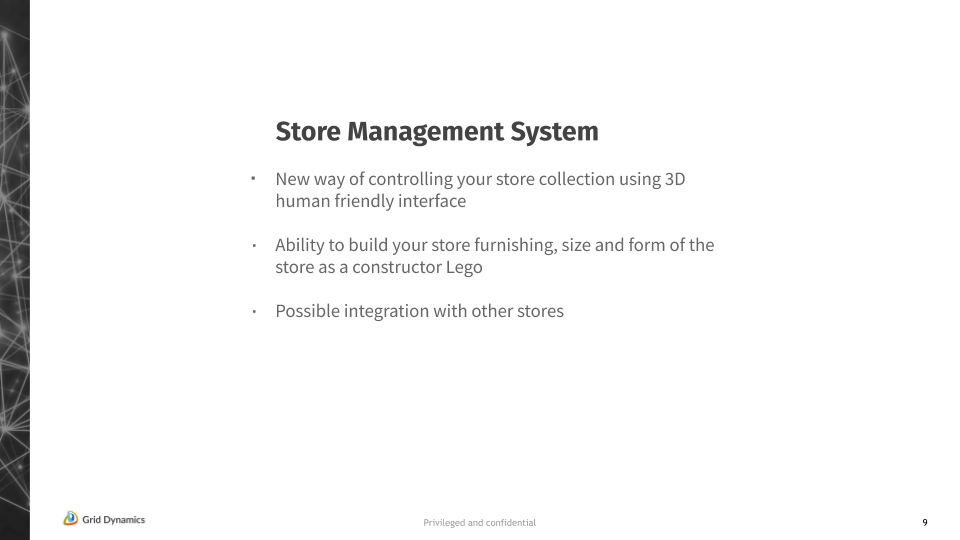 Store Management System
· New way of controlling your store collection using 3D
human friendly interface
· Ability to build your store furnishing, size and form of the
store as a constructor Lego
· Possible integration with other stores
Grid Dynamics
Privileged and confidential
9